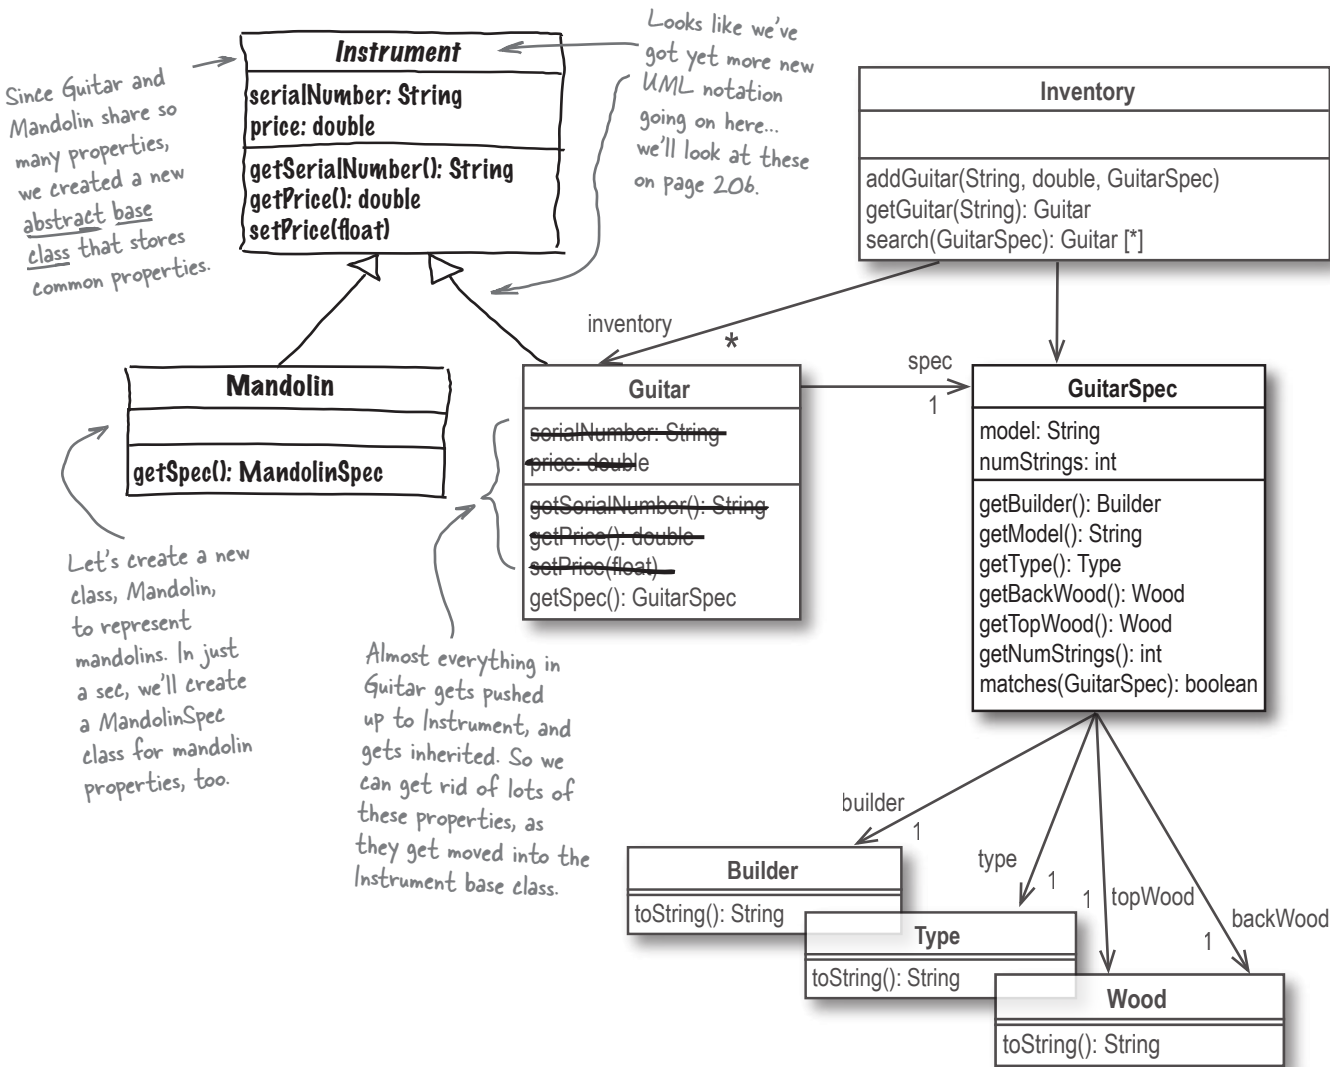 Since Guitar and
Mandolin share so
many properties,
we created a new
abstract base
class that stores
common properties.
Instrument
serialNumber: String
price: double
getSerialNumber(): String
getPrice(): double
setPrice(float)
Looks like we've
got yet more new
UML notation
going on here...
we'll look at these
on page 206.
Inventory
addGuitar(String, double, GuitarSpec)
getGuitar(String): Guitar
search(GuitarSpec): Guitar [*]
inventory
*
Mandolin
getSpec(): MandolinSpec
Guitar
serialNumber: String
price: double
getSerialNumber(): String
getPrice(): double
setPrice(float)
getSpec(): GuitarSpec
spec
1
GuitarSpec
model: String
numStrings: int
getBuilder(): Builder
getModel(): String
getType(): Type
getBackWood(): Wood
getTopWood(): Wood
getNumStrings(): int
matches(GuitarSpec): boolean
Let's create a new
class, Mandolin,
to represent
mandolins. In just
a sec, we'll create
a MandolinSpec
class for mandolin
properties, too.
Almost everything in
Guitar gets pushed
up to Instrument, and
gets inherited. So we
can get rid of lots of
these properties, as
they get moved into the
Instrument base class.
builder
1
type
1
1
topWood
1
backWood
Builder
toString(): String
Type
toString(): String
Wood
toString(): String